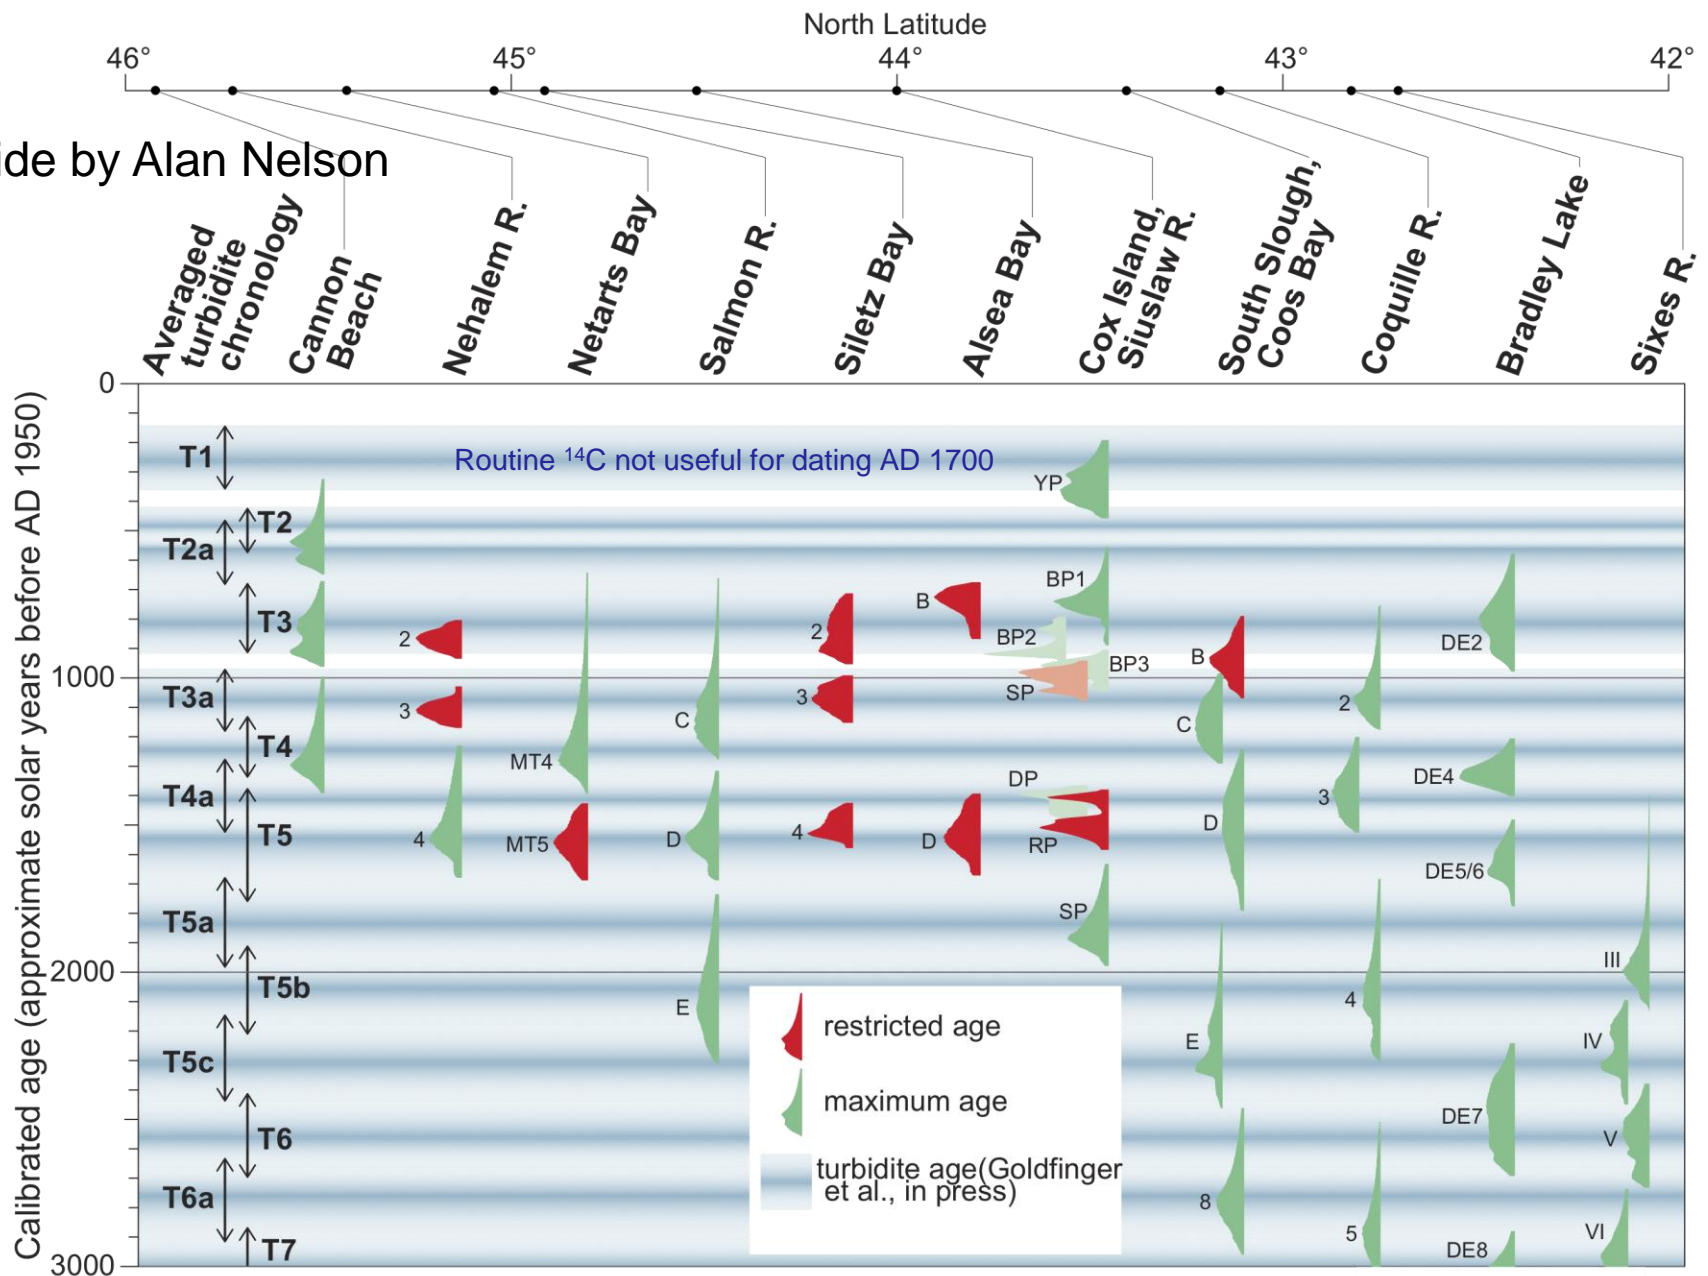 North Latitude
46° 45° 44° 43° 42°
ide by Alan Nelson
Averaged
turbidite
chronology
Cannon
Beach
Nehalem R.
Netarts Bay
Salmon R.
Siletz Bay
Alsea Bay
Cox Island,
Siuslaw R.
South Slough,
Coos Bay
Coquille R.
Bradley Lake
Sixes R.
Calibrated age (approximate solar years before AD 1950)
0
1000
2000
3000
T1
T2
T2a
T3
T3a
T4
T4a
T5
T5a
T5b
T5c
T6
T6a
T7
Routine ¹⁴C not useful for dating AD 1700
2
3
4
MT4
MT5
C
D
E
2
3
4
B
D
YP
BP1
BP2
BP3
SP
DP
RP
SP
B
C
D
E
8
2
3
4
5
DE2
DE4
DE5/6
DE7
DE8
III
IV
V
VI
restricted age
maximum age
turbidite age(Goldfinger
et al., in press)